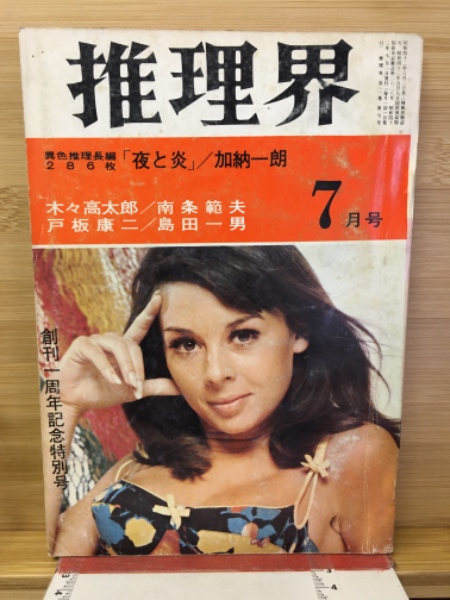 推理界
異色推理長編
286枚
「夜と炎」／加納一朗
木々高太郎／南条範夫
戸板康二／島田一男
7月号
創刊一周年記念特別号
3
4